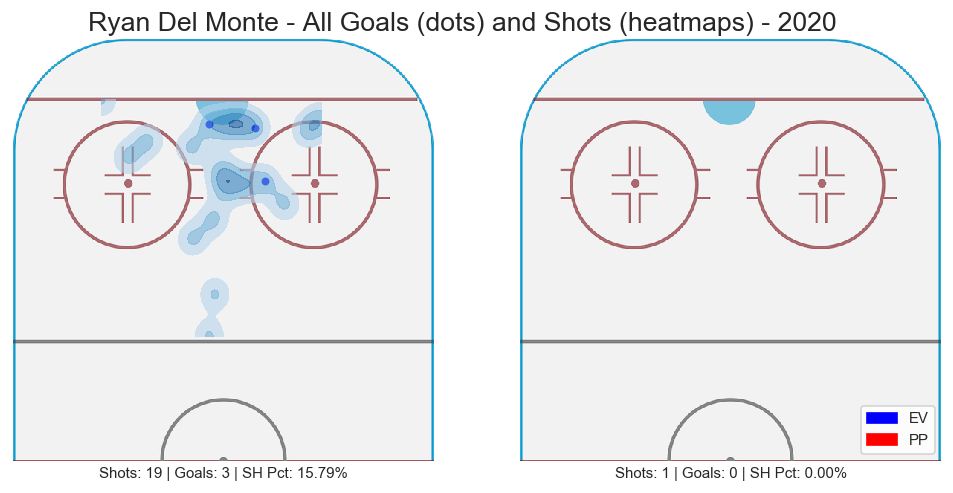 Ryan Del Monte - All Goals (dots) and Shots (heatmaps) - 2020
EV
PP
Shots: 19 | Goals: 3 | SH Pct: 15.79%
Shots: 1 | Goals: 0 | SH Pct: 0.00%